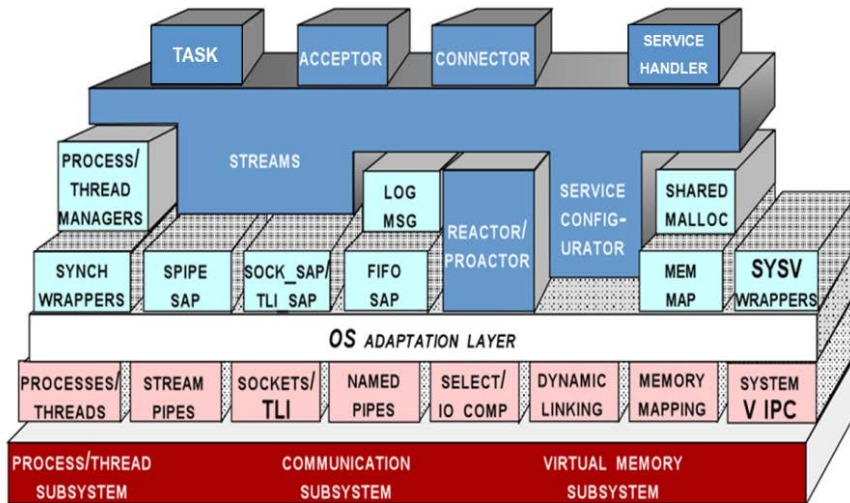 TASK
ACCEPTOR
CONNECTOR
SERVICE
HANDLER
PROCESS/
THREAD
MANAGERS
STREAMS
LOG
MSG
REACTOR/
PROACTOR
SERVICE
CONFIG-
URATOR
SHARED
MALLOC
SYNCH
WRAPPERS
SPIPE
SAP
SOCK_SAP/
TLI_SAP
FIFO
SAP
MEM
MAP
SYSV
WRAPPERS
OS ADAPTATION LAYER
PROCESSES/
THREADS
STREAM
PIPES
SOCKETS/
TLI
NAMED
PIPES
SELECT/
IO COMP
DYNAMIC
LINKING
MEMORY
MAPPING
SYSTEM
V IPC
PROCESS/THREAD
SUBSYSTEM
COMMUNICATION
SUBSYSTEM
VIRTUAL MEMORY
SUBSYSTEM